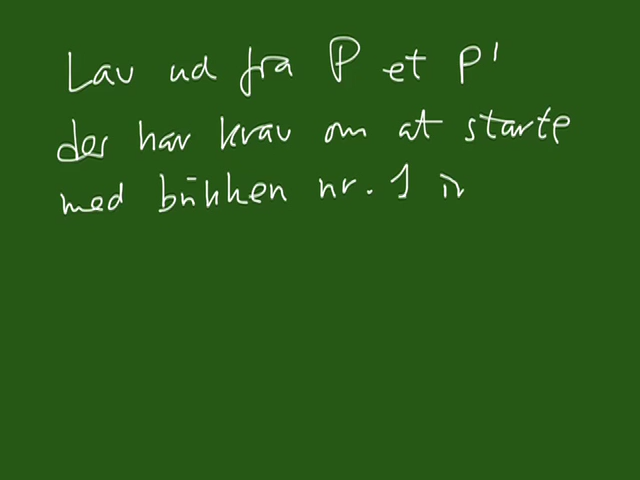 Lav ud fra P et P'
der har krav om at starte
med brikken nr. 1 i